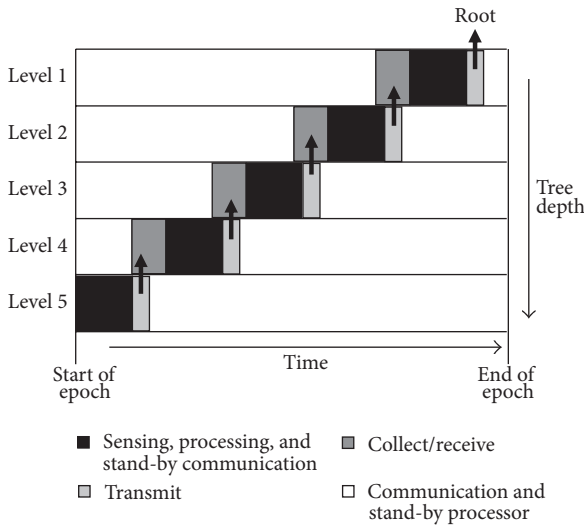 Root
Level 1
Level 2
Level 3
Level 4
Level 5
Tree
depth
Time
Start of
epoch
End of
epoch
Sensing, processing, and
stand-by communication
Collect/receive
Transmit
Communication and
stand-by processor